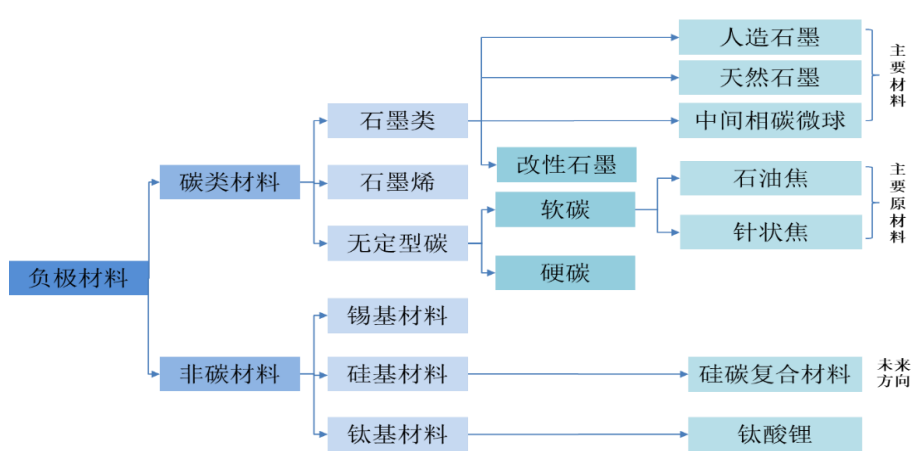 人造石墨
天然石墨
中间相碳微球
主要材料
石墨类
改性石墨
碳类材料
石墨烯
石油焦
主要原材料
软碳
针状焦
无定型碳
硬碳
负极材料
锡基材料
非碳材料
硅基材料
硅碳复合材料
未来
方向
钛基材料
钛酸锂